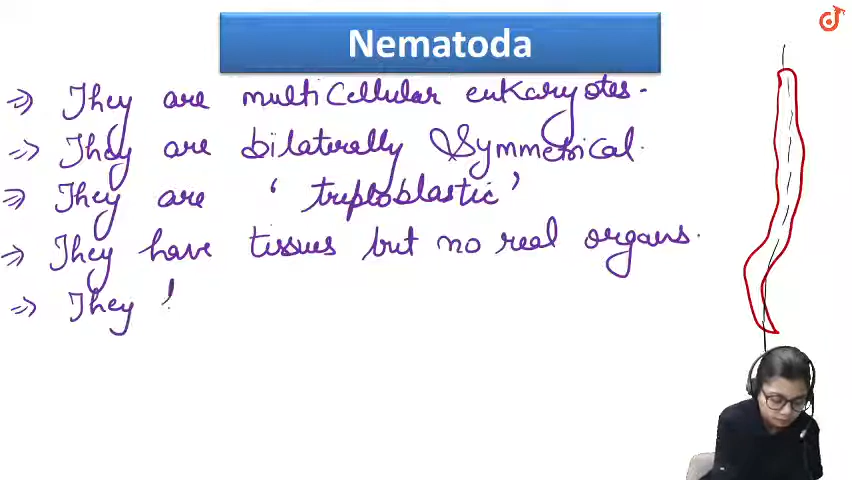 Nematoda
⇒ They are multicellular eukaryotes.
⇒ They are bilaterally symmetrical.
⇒ They are 'triploblastic'
⇒ They have tissues but no real organs.
⇒ They